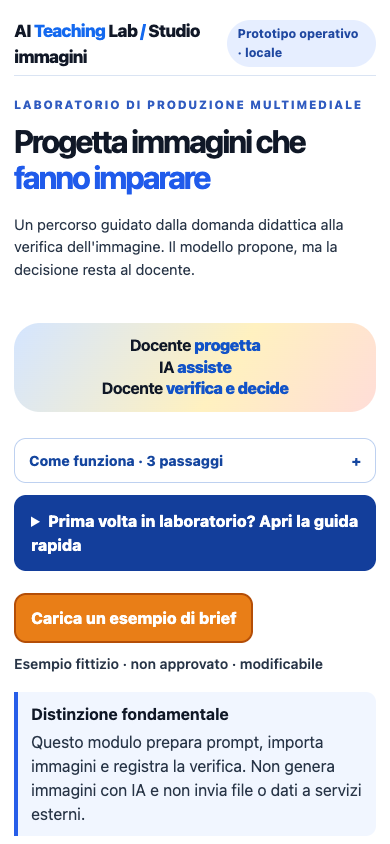 AI Teaching Lab / Studio
immagini
Prototipo operativo
· locale
LABORATORIO DI PRODUZIONE MULTIMEDIALE
Progetta immagini che
fanno imparare
Un percorso guidato dalla domanda didattica alla
verifica dell'immagine. Il modello propone, ma la
decisione resta al docente.
Docente progetta
IA assiste
Docente verifica e decide
Come funziona · 3 passaggi +
▶ Prima volta in laboratorio? Apri la guida
rapida
Carica un esempio di brief
Esempio fittizio · non approvato · modificabile
Distinzione fondamentale
Questo modulo prepara prompt, importa
immagini e registra la verifica. Non genera
immagini con IA e non invia file o dati a servizi
esterni.